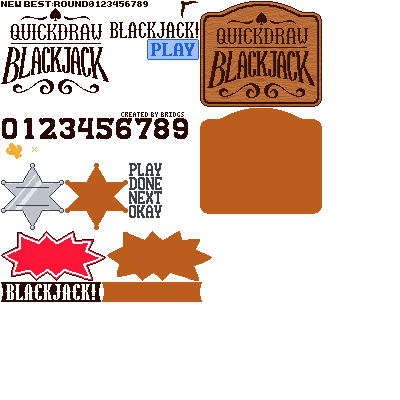 NEW BEST:ROUND0123456789
QUICKDRAW
BLACKJACK
BLACKJACK!
PLAY
QUICKDRAW
BLACKJACK
CREATED BY BRIDGS
0123456789
PLAY
DONE
NEXT
OKAY
BLACKJACK!